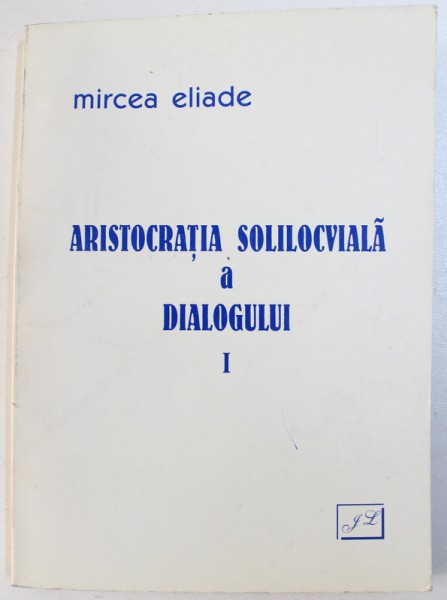 mircea eliade
ARISTOCRAȚIA SOLILOCVIALĂ
a
DIALOGULUI
I
JL